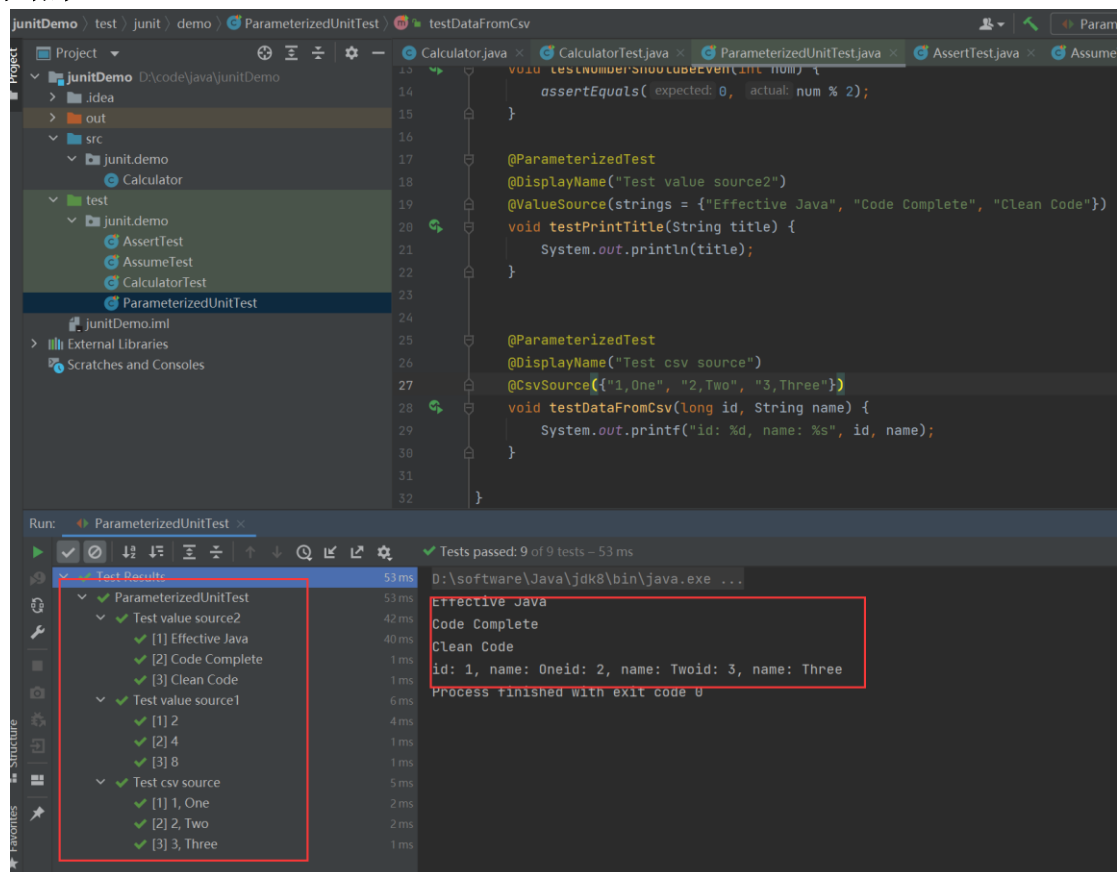 junitDemo › test › junit › demo › ParameterizedUnitTest › testDataFromCsv
Param
Project
Calculator.java × CalculatorTest.java × ParameterizedUnitTest.java × AssertTest.java × Assume
Project
junitDemo D:\code\java\junitDemo
.idea
out
src
junit.demo
Calculator
test
junit.demo
AssertTest
AssumeTest
CalculatorTest
ParameterizedUnitTest
junitDemo.iml
External Libraries
Scratches and Consoles
13 void testNumberShouldBeEven(int num) {
14 assertEquals( expected: 0, actual: num % 2);
15 }
16
17 @ParameterizedTest
18 @DisplayName("Test value source2")
19 @ValueSource(strings = {"Effective Java", "Code Complete", "Clean Code"})
20 void testPrintTitle(String title) {
21 System.out.println(title);
22 }
23
24
25 @ParameterizedTest
26 @DisplayName("Test csv source")
27 @CsvSource({"1,One", "2,Two", "3,Three"})
28 void testDataFromCsv(long id, String name) {
29 System.out.printf("id: %d, name: %s", id, name);
30 }
31
32 }
Run: ParameterizedUnitTest ×
Tests passed: 9 of 9 tests – 53 ms
Test Results 53 ms
ParameterizedUnitTest 53 ms
Test value source2 42 ms
[1] Effective Java 40 ms
[2] Code Complete 1 ms
[3] Clean Code 1 ms
Test value source1 6 ms
[1] 2 4 ms
[2] 4 1 ms
[3] 8 1 ms
Test csv source 5 ms
[1] 1, One 2 ms
[2] 2, Two 2 ms
[3] 3, Three 1 ms
D:\software\Java\jdk8\bin\java.exe ...
Effective Java
Code Complete
Clean Code
id: 1, name: Oneid: 2, name: Twoid: 3, name: Three
Process finished with exit code 0
Structure
Favorites